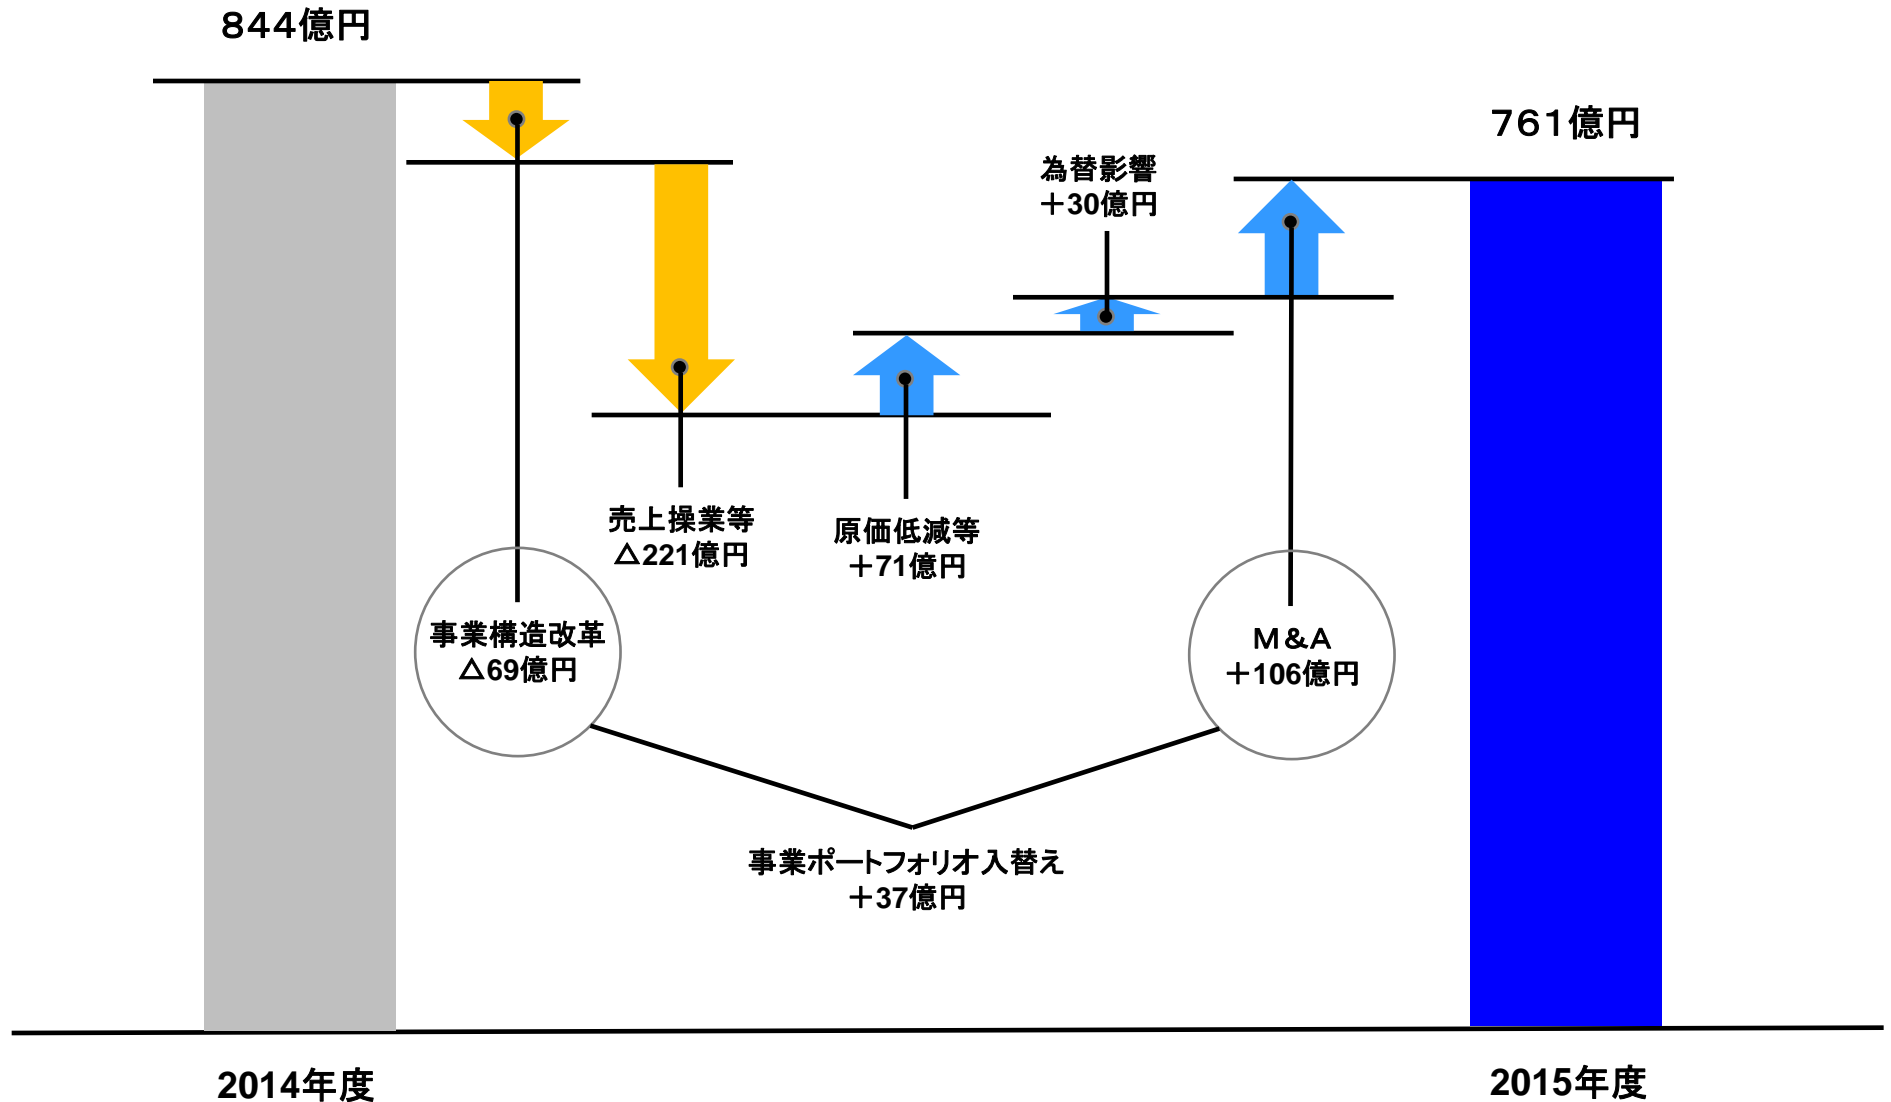 ８４４億円
７６１億円
為替影響
＋30億円
売上操業等
△221億円
原価低減等
＋71億円
事業構造改革
△69億円
Ｍ＆Ａ
＋106億円
事業ポートフォリオ入替え
＋37億円
2014年度
2015年度